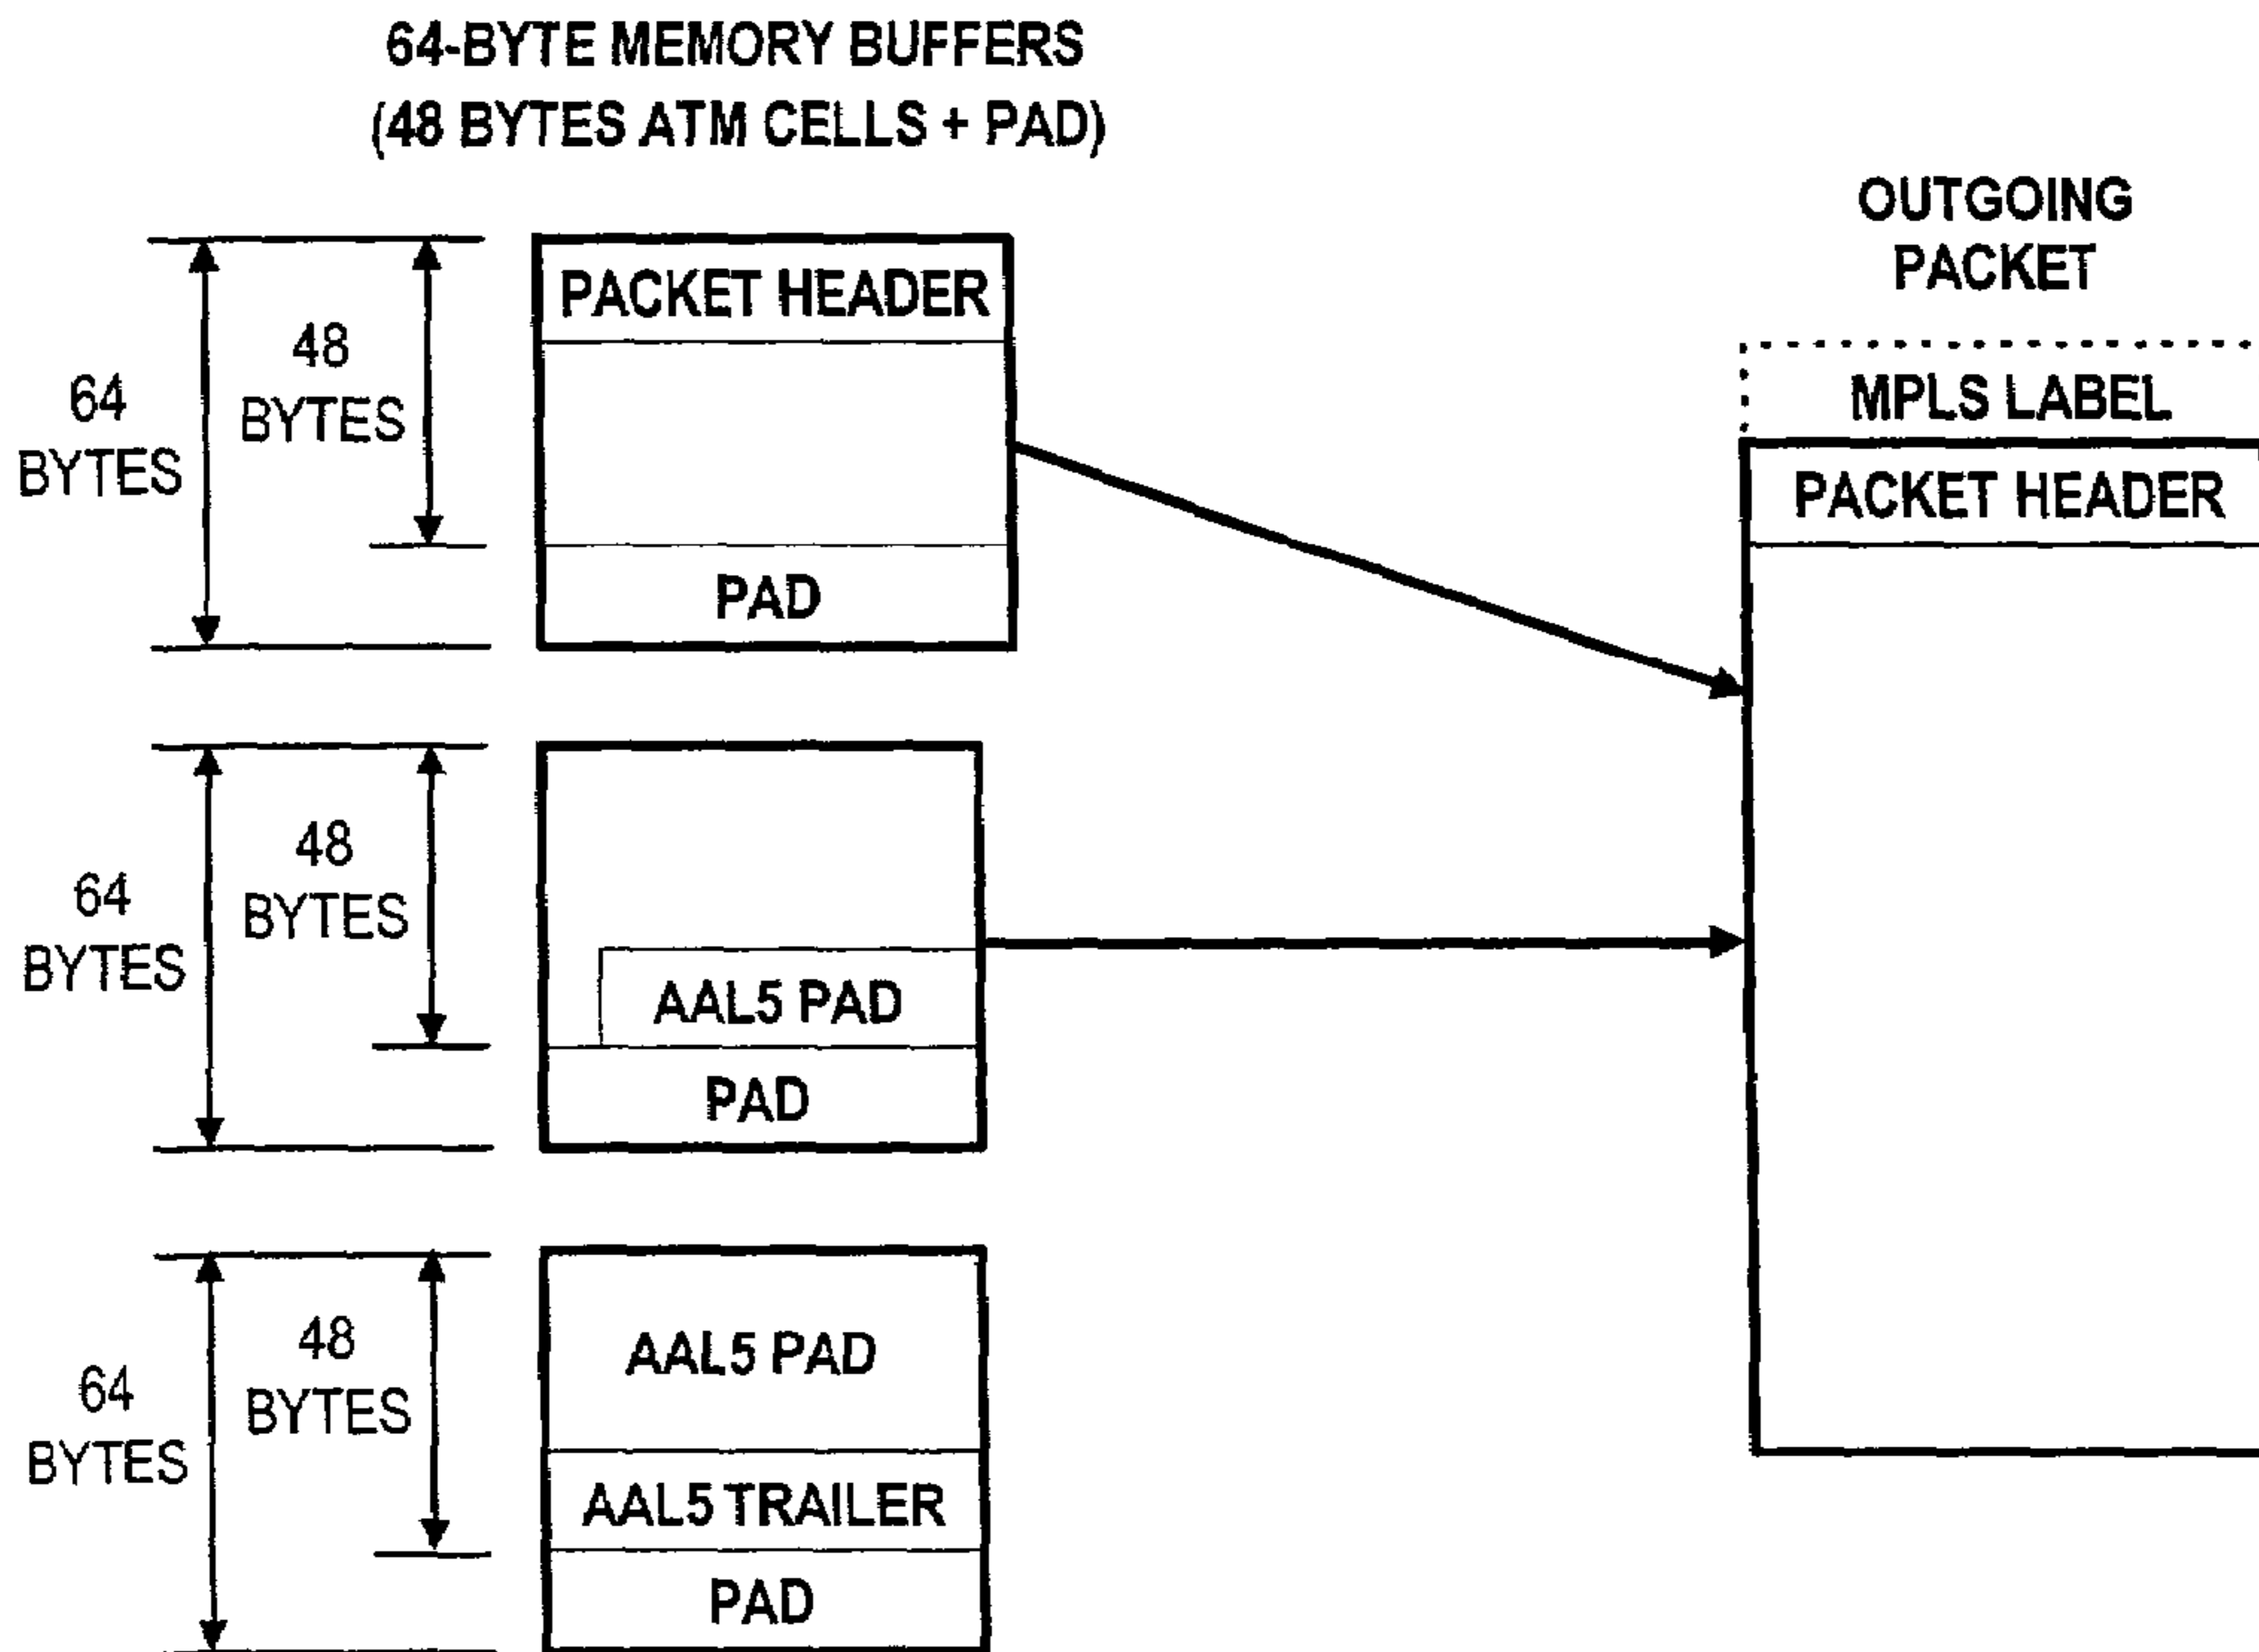 64-BYTE MEMORY BUFFERS
(48 BYTES ATM CELLS + PAD)
OUTGOING
PACKET
64
BYTES
48
BYTES
PACKET HEADER
PAD
MPLS LABEL
PACKET HEADER
64
BYTES
48
BYTES
AAL5 PAD
PAD
64
BYTES
48
BYTES
AAL5 PAD
AAL5 TRAILER
PAD